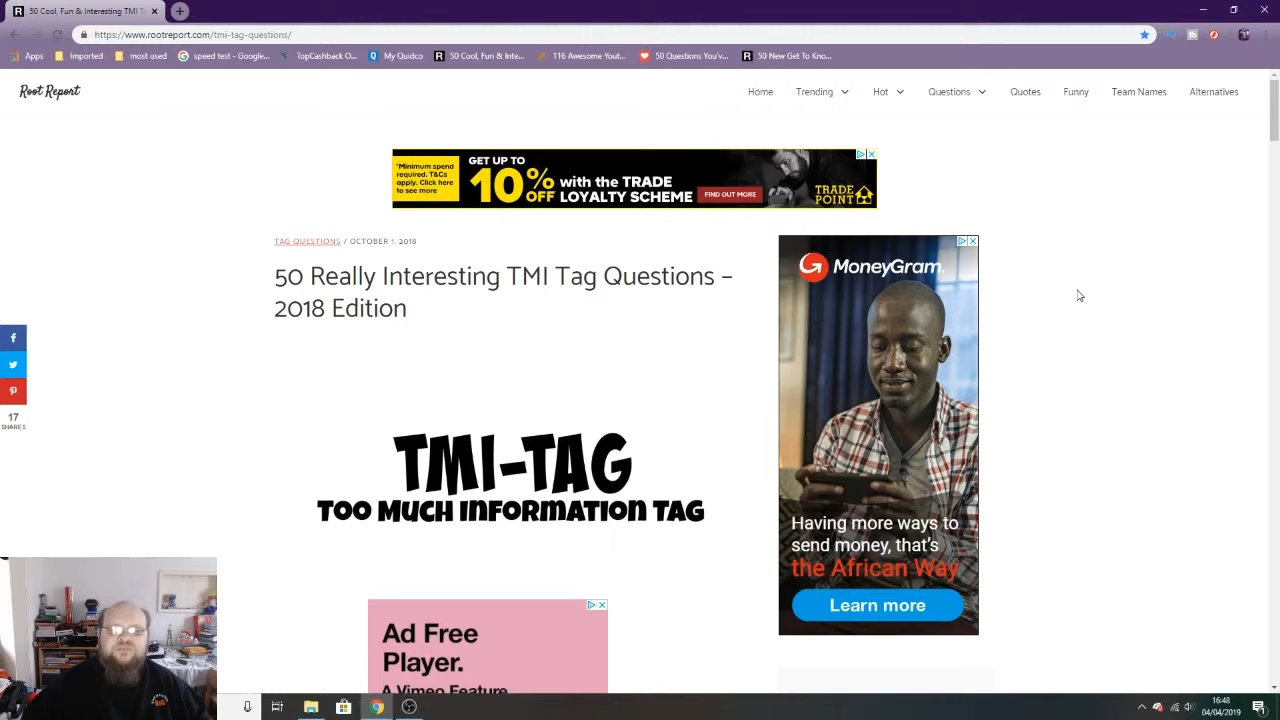 50 Cool, Fun & Interesting TMI
https://www.rootreport.com/tmi-tag-questions/
Apps
Imported
most used
speed test - Google...
TopCashback O...
My Quidco
50 Cool, Fun & Inte...
116 Awesome Yout...
50 Questions You'v...
50 New Get To Kno...
Root Report
Home
Trending
Hot
Questions
Quotes
Funny
Team Names
Alternatives
*Minimum spend
required, T&Cs
apply. Click here
to see more
GET UP TO
10% OFF
with the TRADE
LOYALTY SCHEME
FIND OUT MORE
TRADE
POINT
TAG QUESTIONS / OCTOBER 1, 2018
50 Really Interesting TMI Tag Questions –
2018 Edition
17
SHARES
TMI-TAG
TOO MUCH INFORMATION TAG
MoneyGram
Having more ways to
send money, that's
the African Way
Learn more
Ad Free
Player.
A Vimeo Feature
16:48
04/04/2019